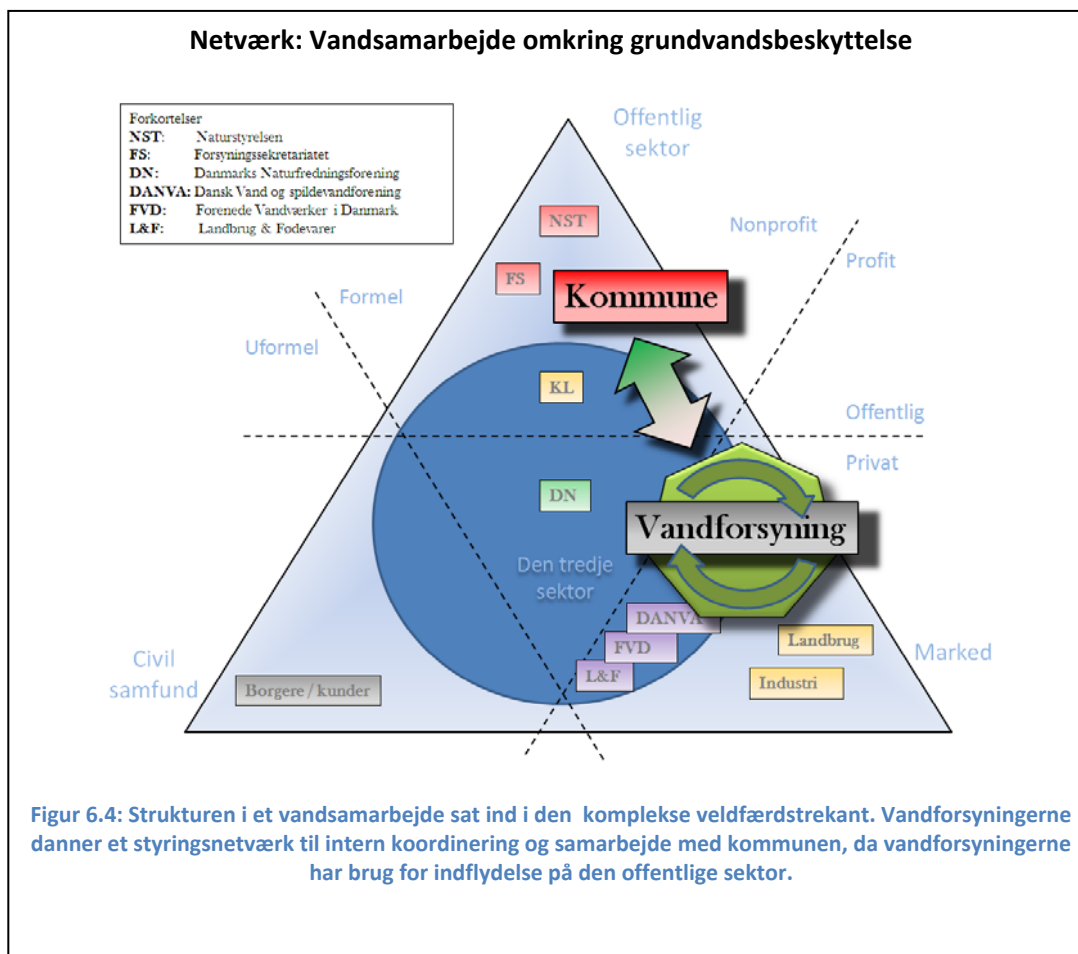 Netværk: Vandsamarbejde omkring grundvandsbeskyttelse
Forkortelser
NST: Naturstyrelsen
FS: Forsyningssekretariatet
DN: Danmarks Naturfredningsforening
DANVA: Dansk Vand og spildevandforening
FVD: Forenede Vandværker i Danmark
L&F: Landbrug & Fødevarer
Offentlig
sektor
NST
Nonprofit
Profit
FS
Kommune
Formel
Uformel
KL
Offentlig
Privat
DN
Vandforsyning
Den tredje
sektor
DANVA
FVD
L&F
Landbrug
Industri
Marked
Civil
samfund
Borgere / kunder
Figur 6.4: Strukturen i et vandsamarbejde sat ind i den komplekse veldfærdstrekant. Vandforsyningerne
danner et styringsnetværk til intern koordinering og samarbejde med kommunen, da vandforsyningerne
har brug for indflydelse på den offentlige sektor.